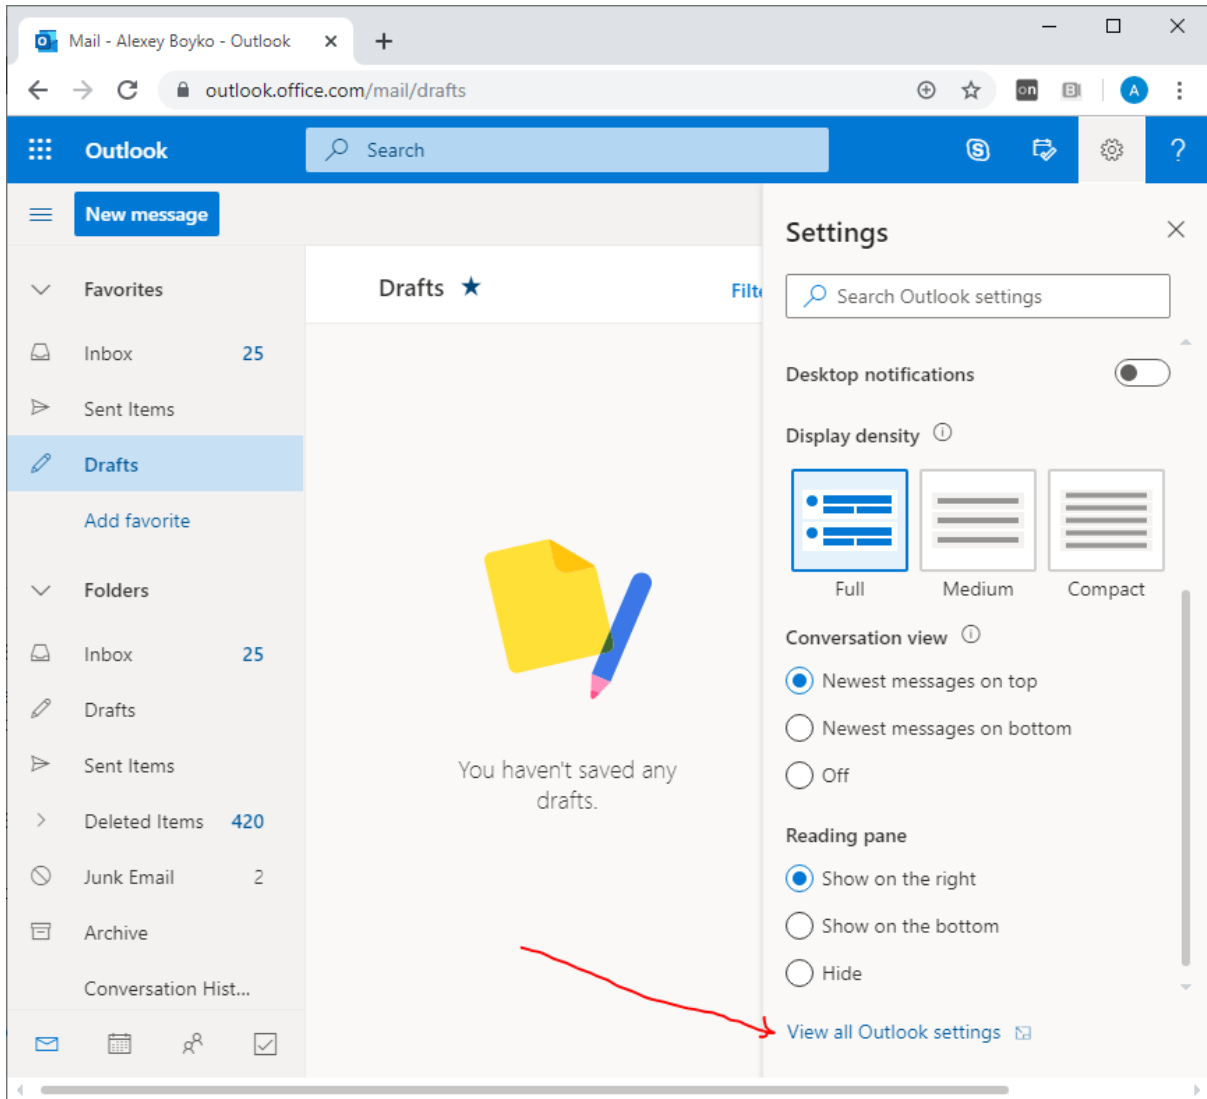 Mail - Alexey Boyko - Outlook
outlook.office.com/mail/drafts
on
B
A
Outlook
Search
New message
Favorites
Inbox 25
Sent Items
Drafts
Add favorite
Folders
Inbox 25
Drafts
Sent Items
Deleted Items 420
Junk Email 2
Archive
Conversation Hist...
Drafts
Filte
You haven't saved any
drafts.
Settings
Search Outlook settings
Desktop notifications
Display density
Full Medium Compact
Conversation view
Newest messages on top
Newest messages on bottom
Off
Reading pane
Show on the right
Show on the bottom
Hide
View all Outlook settings